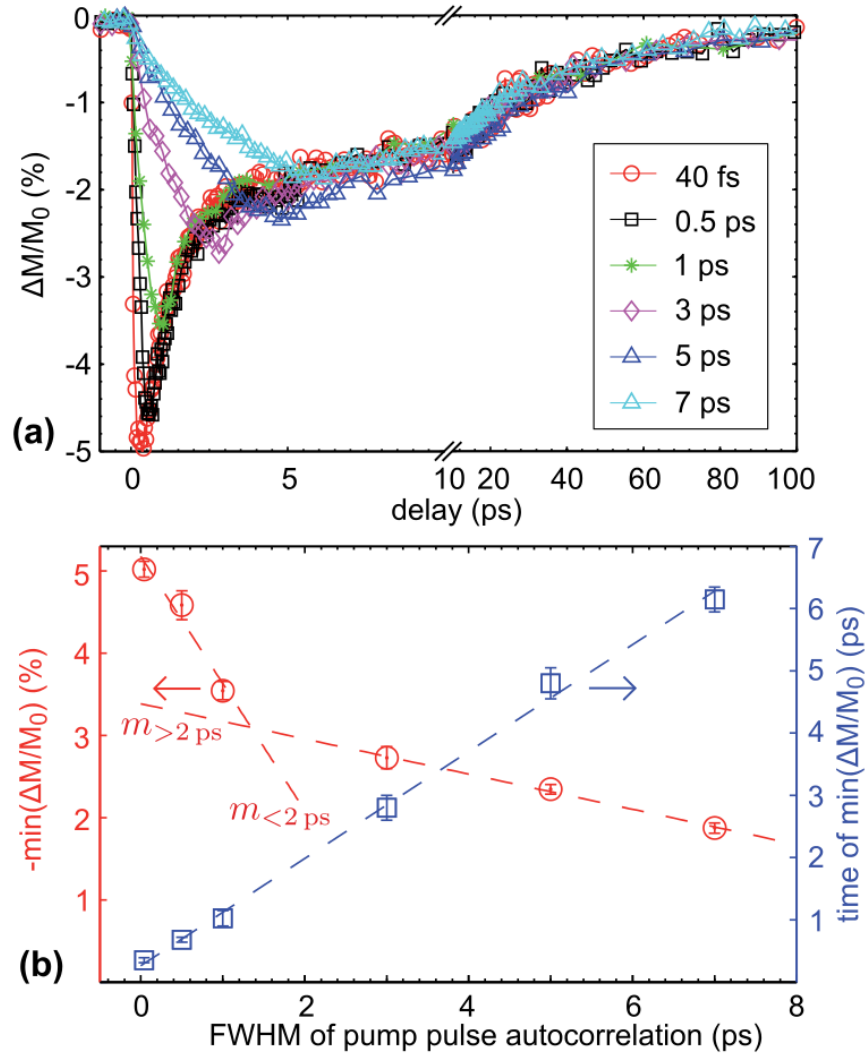 0
-1
-2
-3
-4
-5
ΔM/M₀ (%)
(a)
40 fs
0.5 ps
1 ps
3 ps
5 ps
7 ps
0 5 10 20 40 60 80 100
delay (ps)
5
4
3
2
1
-min(ΔM/M₀) (%)
m>2 ps
m<2 ps
7
6
5
4
3
2
1
time of min(ΔM/M₀) (ps)
(b)
0 2 4 6 8
FWHM of pump pulse autocorrelation (ps)